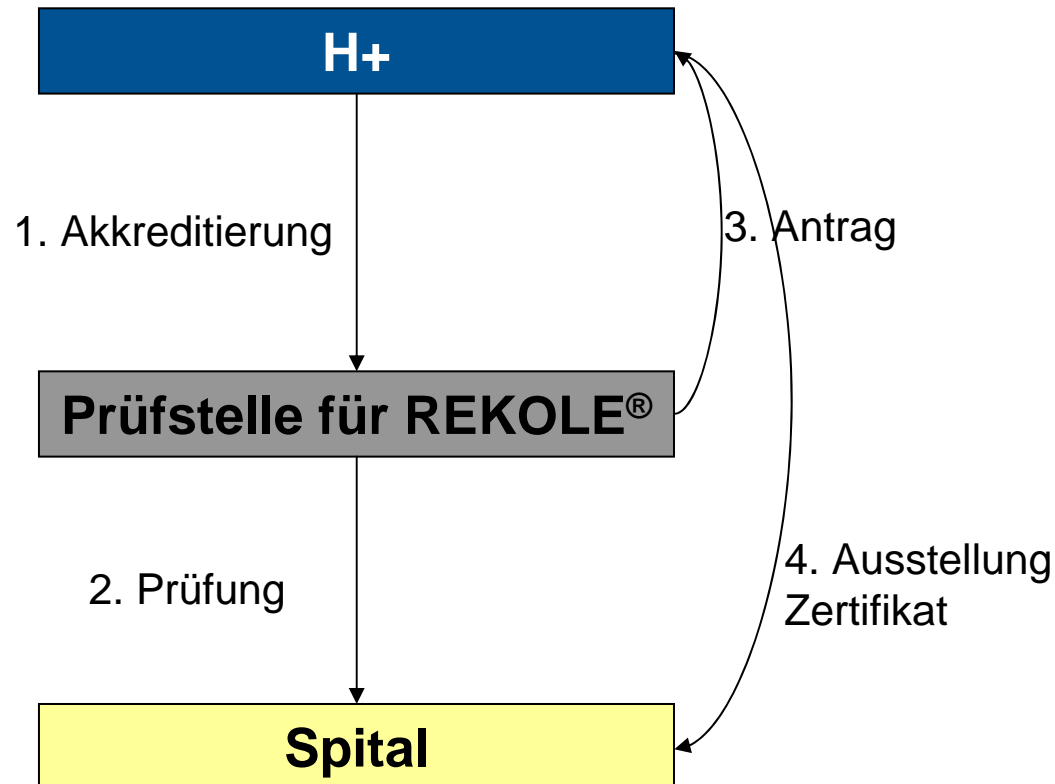 H+
1. Akkreditierung
3. Antrag
Prüfstelle für REKOLE®
2. Prüfung
4. Ausstellung
Zertifikat
Spital